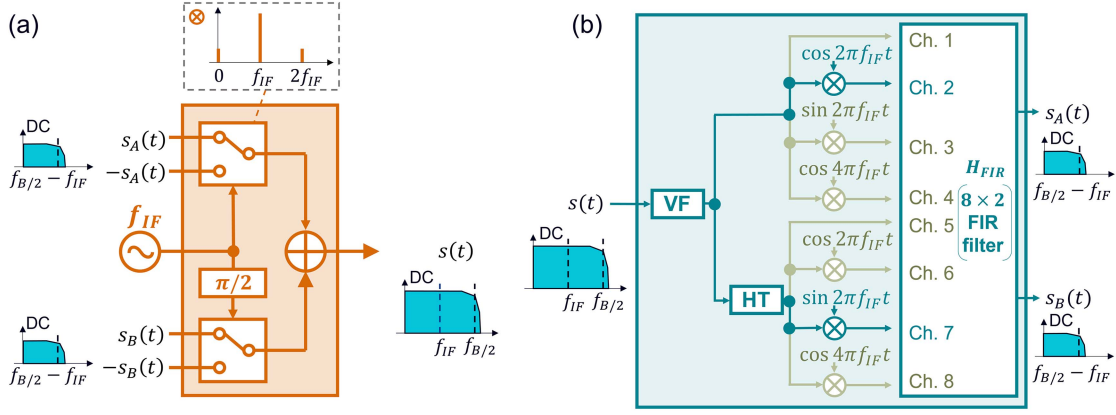 (a)
⊗
0 f_IF 2f_IF
DC
f_B/2 − f_IF
s_A(t)
−s_A(t)
f_IF
π/2
DC
f_B/2 − f_IF
s_B(t)
−s_B(t)
s(t)
DC
f_IF f_B/2
(b)
s(t)
DC
f_IF f_B/2
VF
HT
cos 2πf_IF t
sin 2πf_IF t
cos 4πf_IF t
cos 2πf_IF t
sin 2πf_IF t
cos 4πf_IF t
Ch. 1
Ch. 2
Ch. 3
Ch. 4
Ch. 5
Ch. 6
Ch. 7
Ch. 8
H_FIR
8 × 2
FIR
filter
s_A(t)
DC
f_B/2 − f_IF
s_B(t)
DC
f_B/2 − f_IF